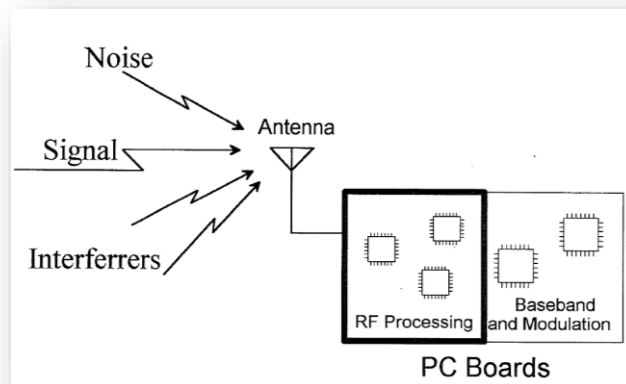 Noise
Antenna
Signal
Interferrers
RF Processing
Baseband
and Modulation
PC Boards